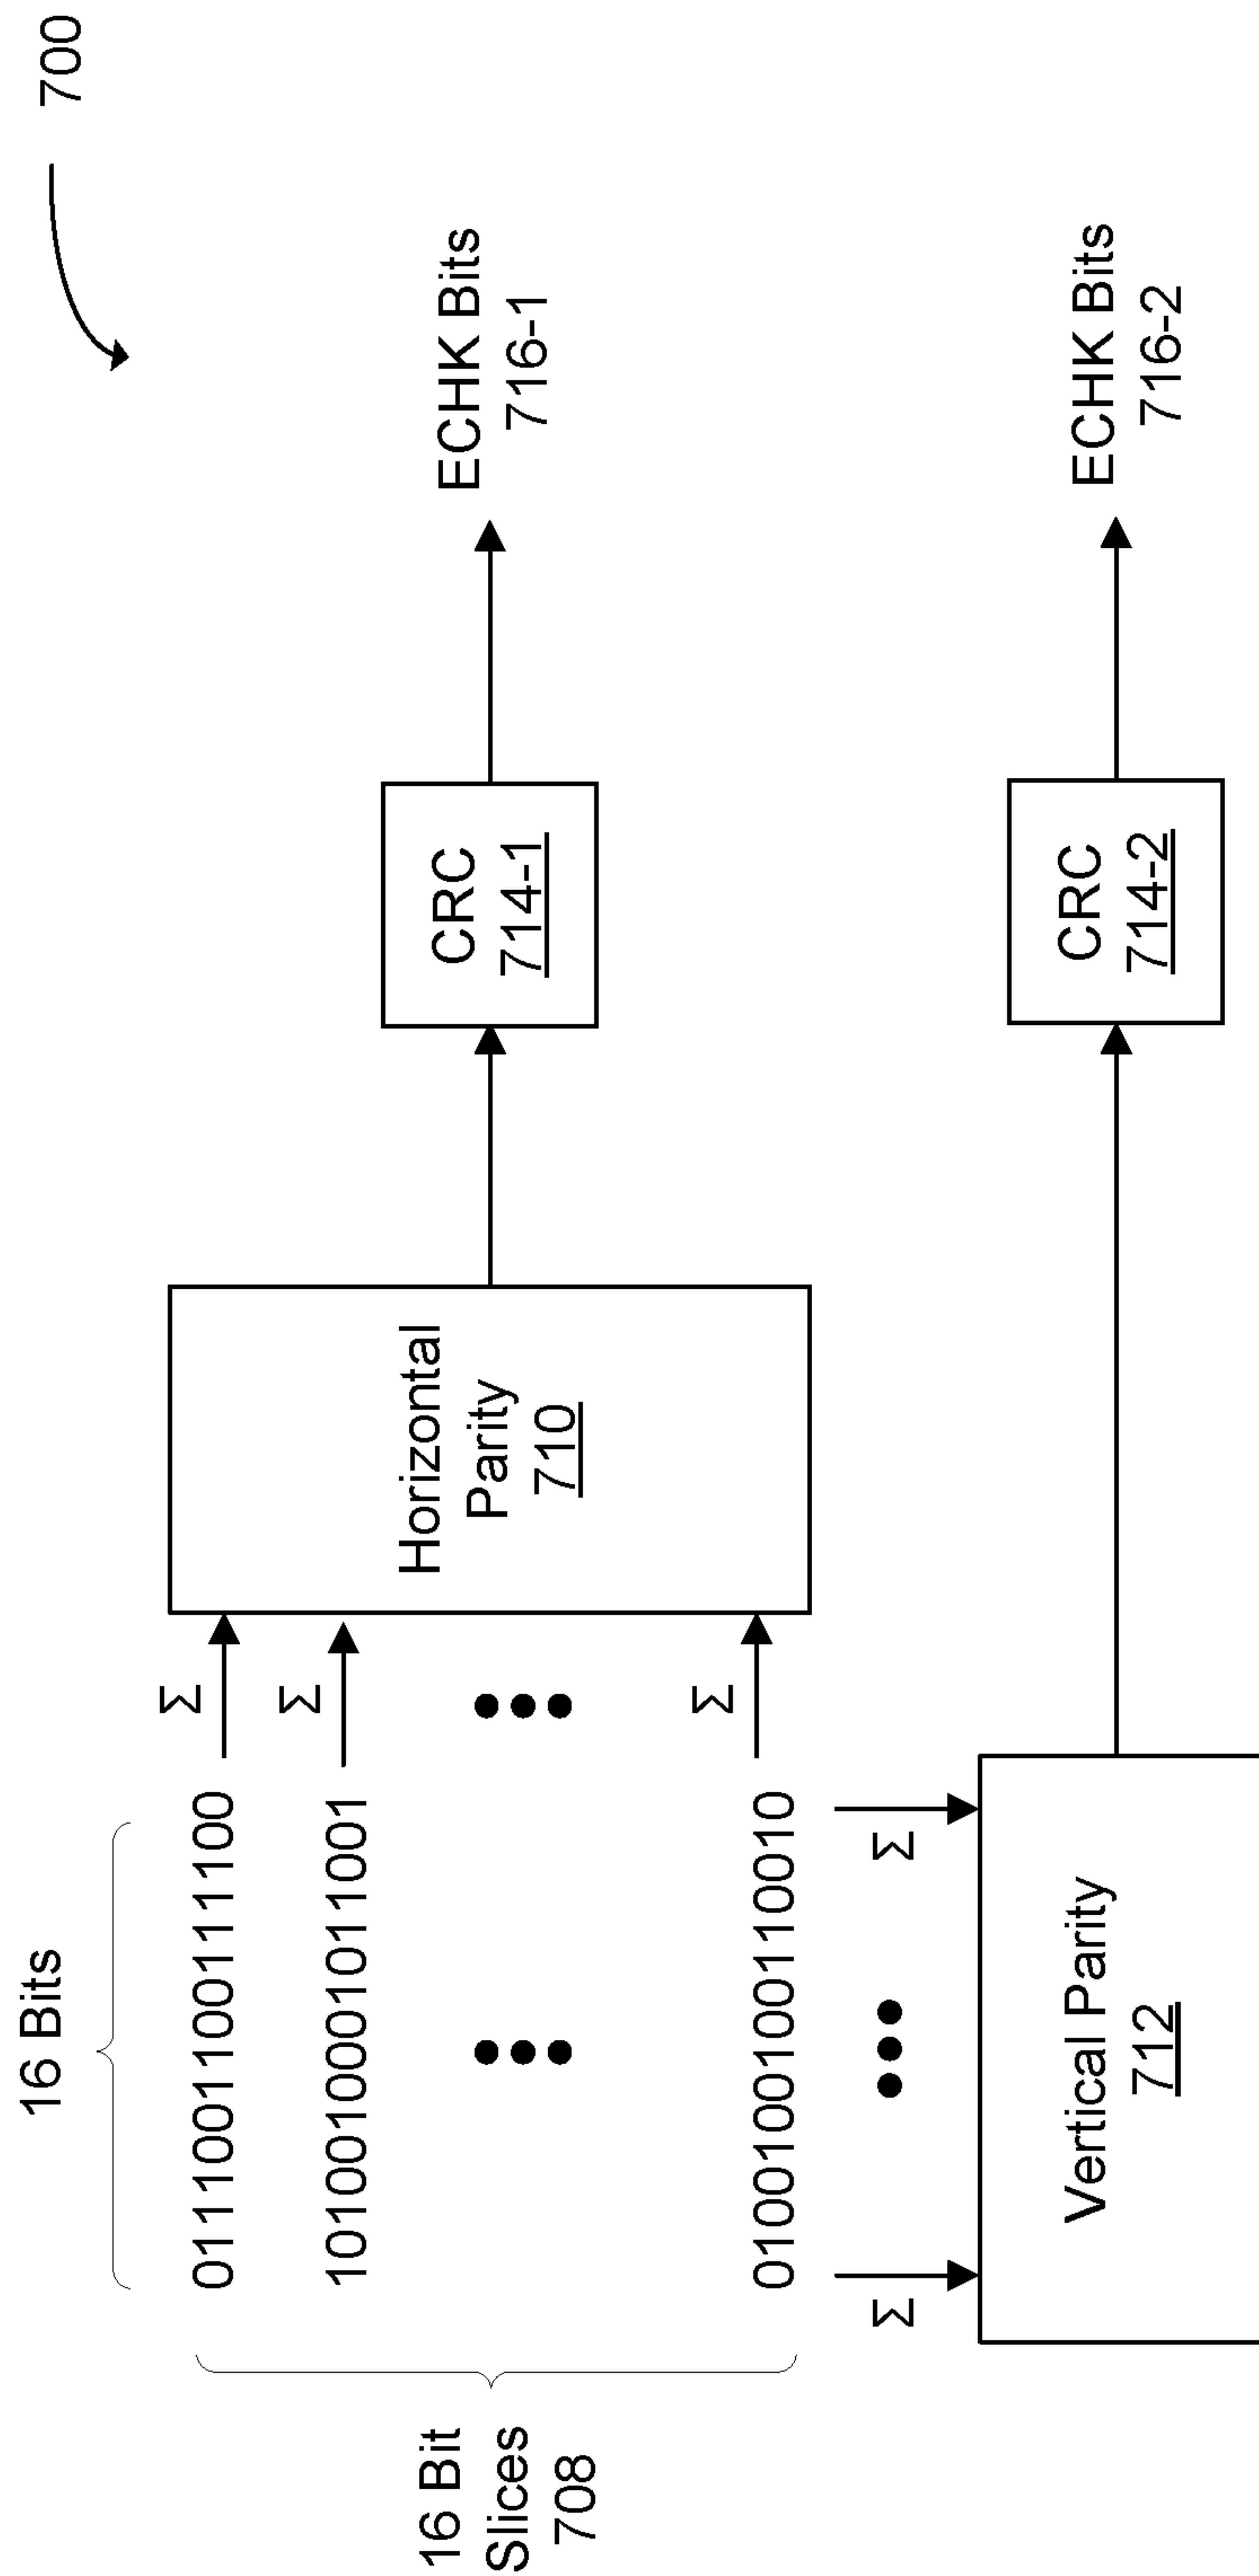 700
16 Bits
0111001100111100
Σ
1010010001011001
Σ
16 Bit
Slices
708
Horizontal
Parity
710
CRC
714-1
ECHK Bits
716-1
0100100100110010
Σ
Σ
Σ
Vertical Parity
712
CRC
714-2
ECHK Bits
716-2